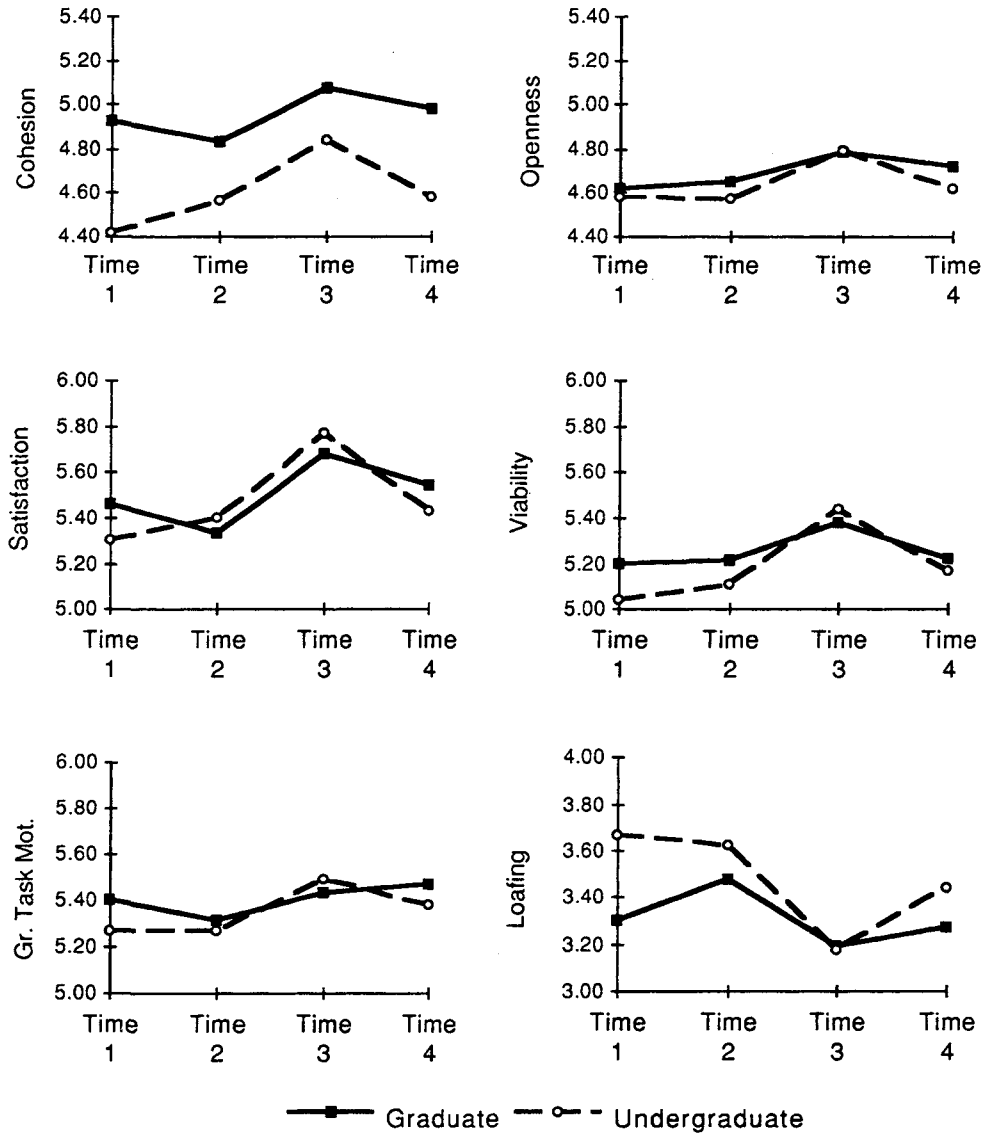 5.40
5.20
5.00
4.80
4.60
4.40
Cohesion
Time Time Time Time
1 2 3 4
5.40
5.20
5.00
4.80
4.60
4.40
Openness
Time Time Time Time
1 2 3 4
6.00
5.80
5.60
5.40
5.20
5.00
Satisfaction
Time Time Time Time
1 2 3 4
6.00
5.80
5.60
5.40
5.20
5.00
Viability
Time Time Time Time
1 2 3 4
6.00
5.80
5.60
5.40
5.20
5.00
Gr. Task Mot.
Time Time Time Time
1 2 3 4
4.00
3.80
3.60
3.40
3.20
3.00
Loafing
Time Time Time Time
1 2 3 4
Graduate Undergraduate